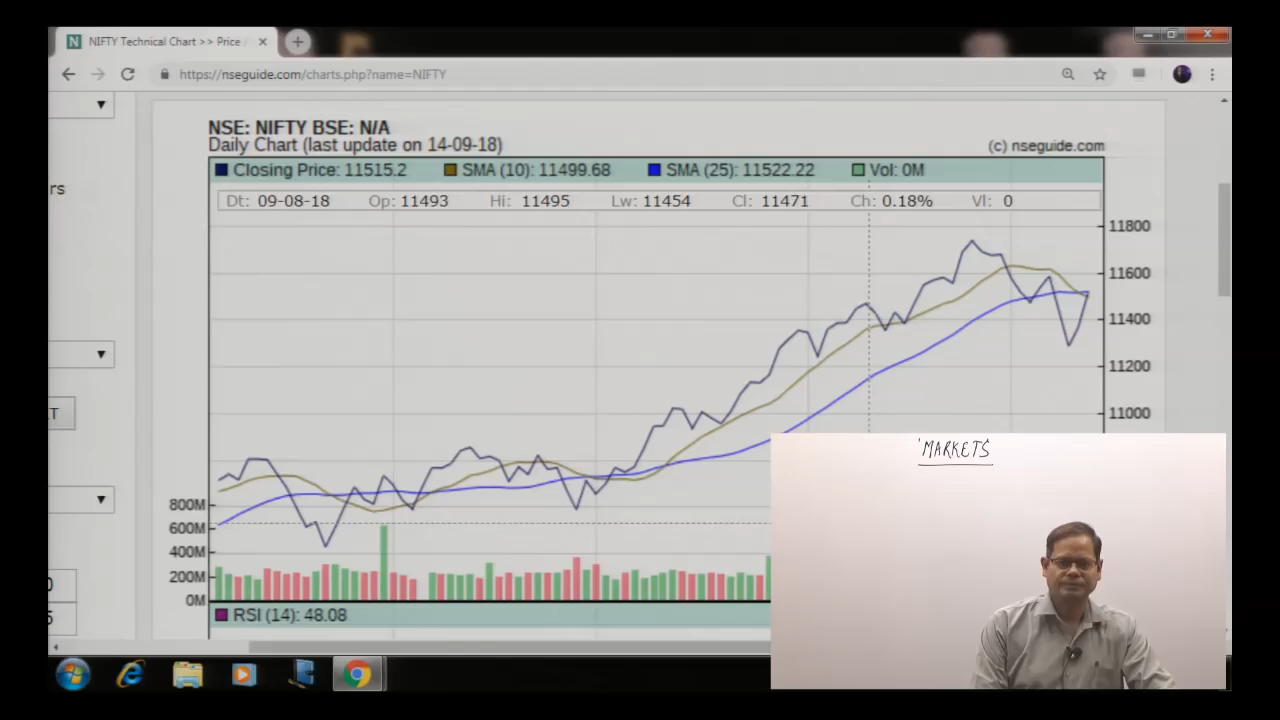 NIFTY Technical Chart >> Price
https://nseguide.com/charts.php?name=NIFTY
NSE: NIFTY BSE: N/A
Daily Chart (last update on 14-09-18)
(c) nseguide.com
Closing Price: 11515.2 SMA (10): 11499.68 SMA (25): 11522.22 Vol: 0M
rs
Dt: 09-08-18 Op: 11493 Hi: 11495 Lw: 11454 Cl: 11471 Ch: 0.18% Vl: 0
11800
11600
11400
11200
11000
T
'MARKETS
800M
600M
400M
200M
0M
0
5
RSI (14): 48.08